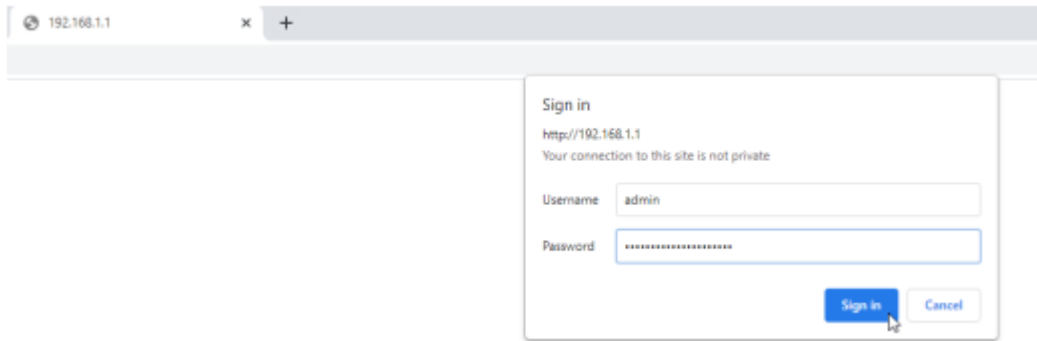 192.168.1.1
Sign in
http://192.168.1.1
Your connection to this site is not private
Username admin
Password •••••••••••••••••••••
Sign in Cancel